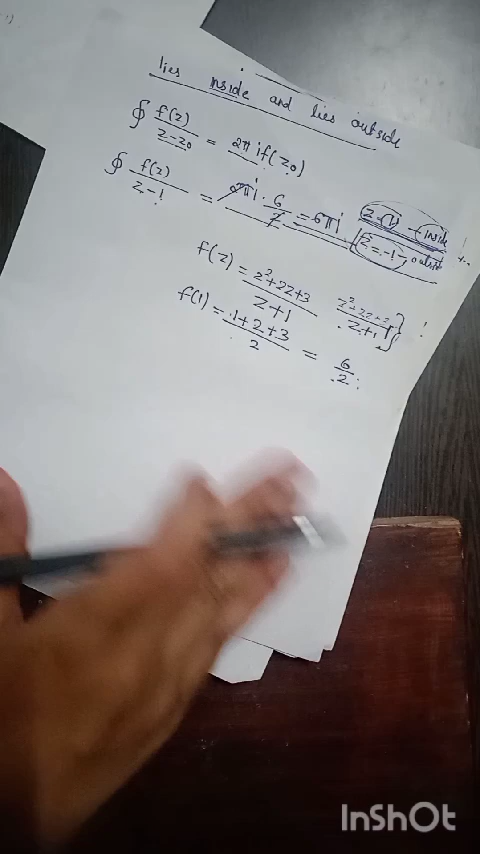 lies inside and lies outside
∮ f(z)/z-z₀ = 2πi f(z₀)
∮ f(z)/z-1 = 2πi · 6/2 = 6πi
z=1 - inside
z=-1 - outside
f(z) = z²+2z+3/z+1 z²+2z+3/z+1 } !
f(1) = 1+2+3/2 = 6/2
InShOt